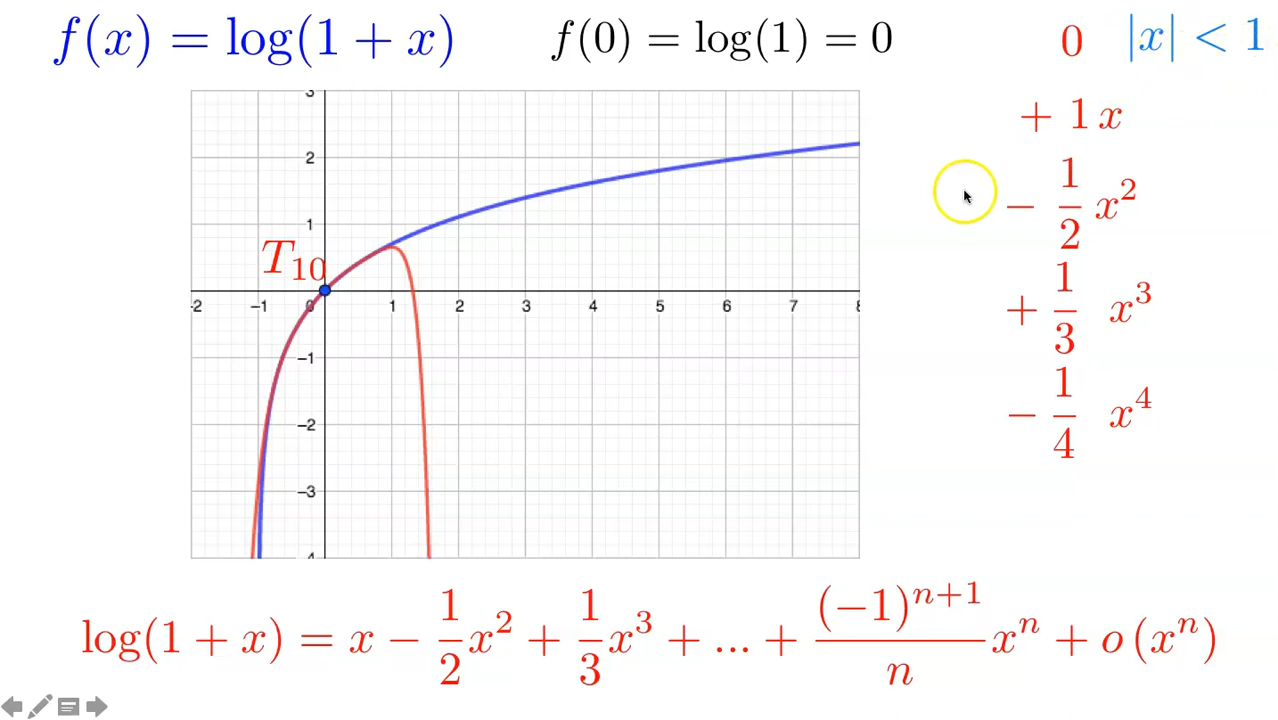 f(x) = log(1 + x)
f(0) = log(1) = 0
0
|x| < 1
+ 1 x
− 1/2 x²
+ 1/3 x³
− 1/4 x⁴
T₁₀
3
2
1
-2 −1 0 1 2 3 4 5 6 7 8
−1
−2
−3
−4
log(1 + x) = x − 1/2 x² + 1/3 x³ + ... + (−1)ⁿ⁺¹/n xⁿ + o (xⁿ)